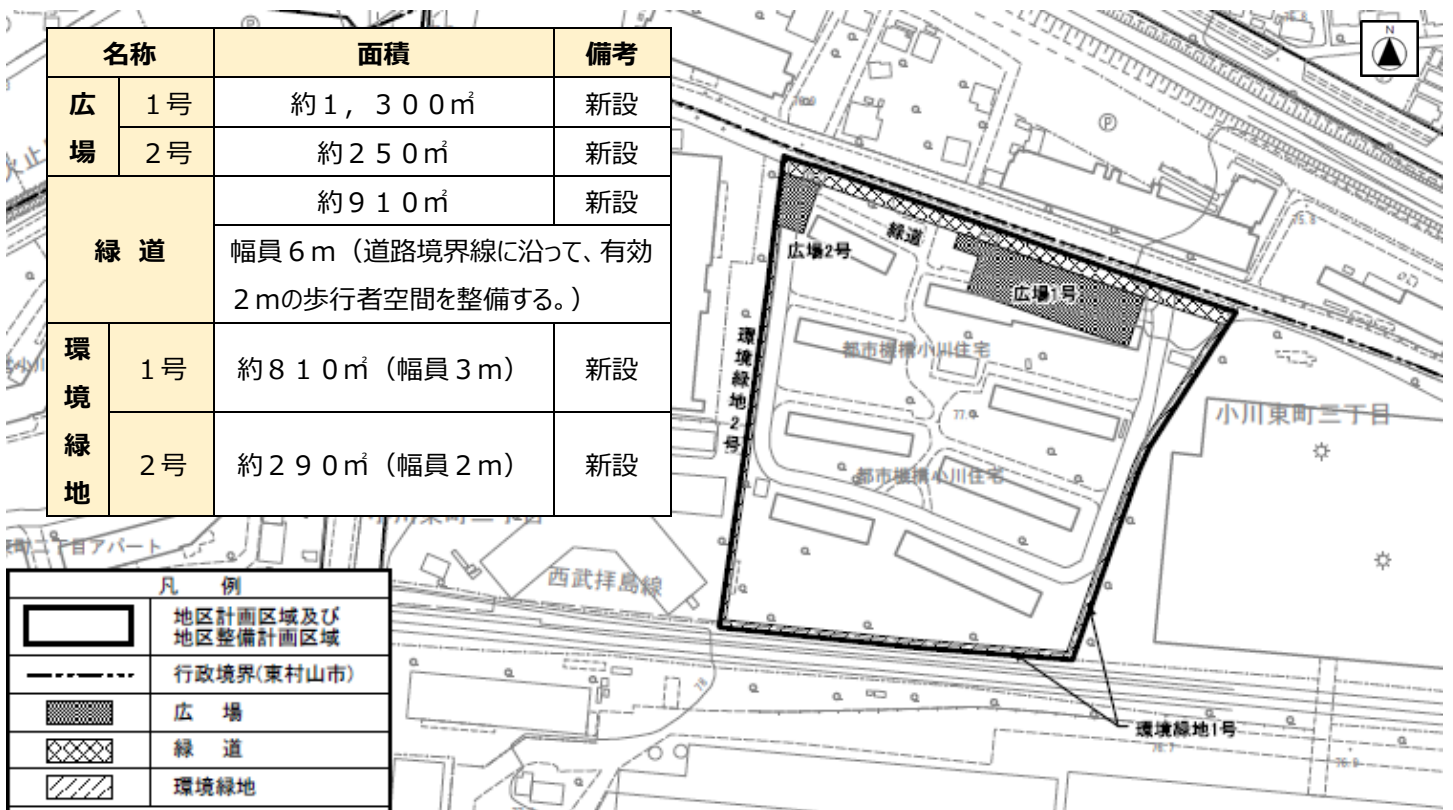 名称 面積 備考
広場 1号 約1,300㎡ 新設
2号 約250㎡ 新設
緑道 約910㎡ 新設
幅員6m(道路境界線に沿って、有効
2mの歩行者空間を整備する。)
環境緑地 1号 約810㎡(幅員3m) 新設
2号 約290㎡(幅員2m) 新設
N
P
P
広場2号
緑道
広場1号
環境緑地2号
都市機構小川住宅
77.4
都市機構小川住宅
小川東町三丁目
西武拝島線
78
環境緑地1号
76.9
凡例
地区計画区域及び
地区整備計画区域
行政境界(東村山市)
広場
緑道
環境緑地